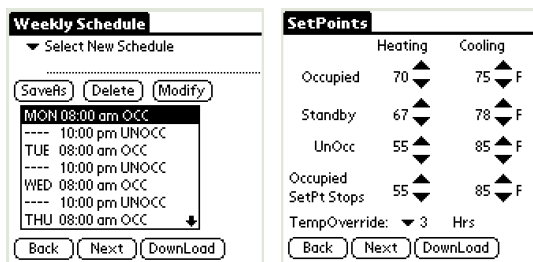 Weekly Schedule
Select New Schedule
SaveAs Delete Modify
MON 08:00 am OCC
---- 10:00 pm UNOCC
TUE 08:00 am OCC
---- 10:00 pm UNOCC
WED 08:00 am OCC
---- 10:00 pm UNOCC
THU 08:00 am OCC
Back Next DownLoad
SetPoints
Heating Cooling
Occupied 70 75 F
Standby 67 78 F
UnOcc 55 85 F
Occupied
SetPt Stops 55 85 F
TempOverride: 3 Hrs
Back Next DownLoad